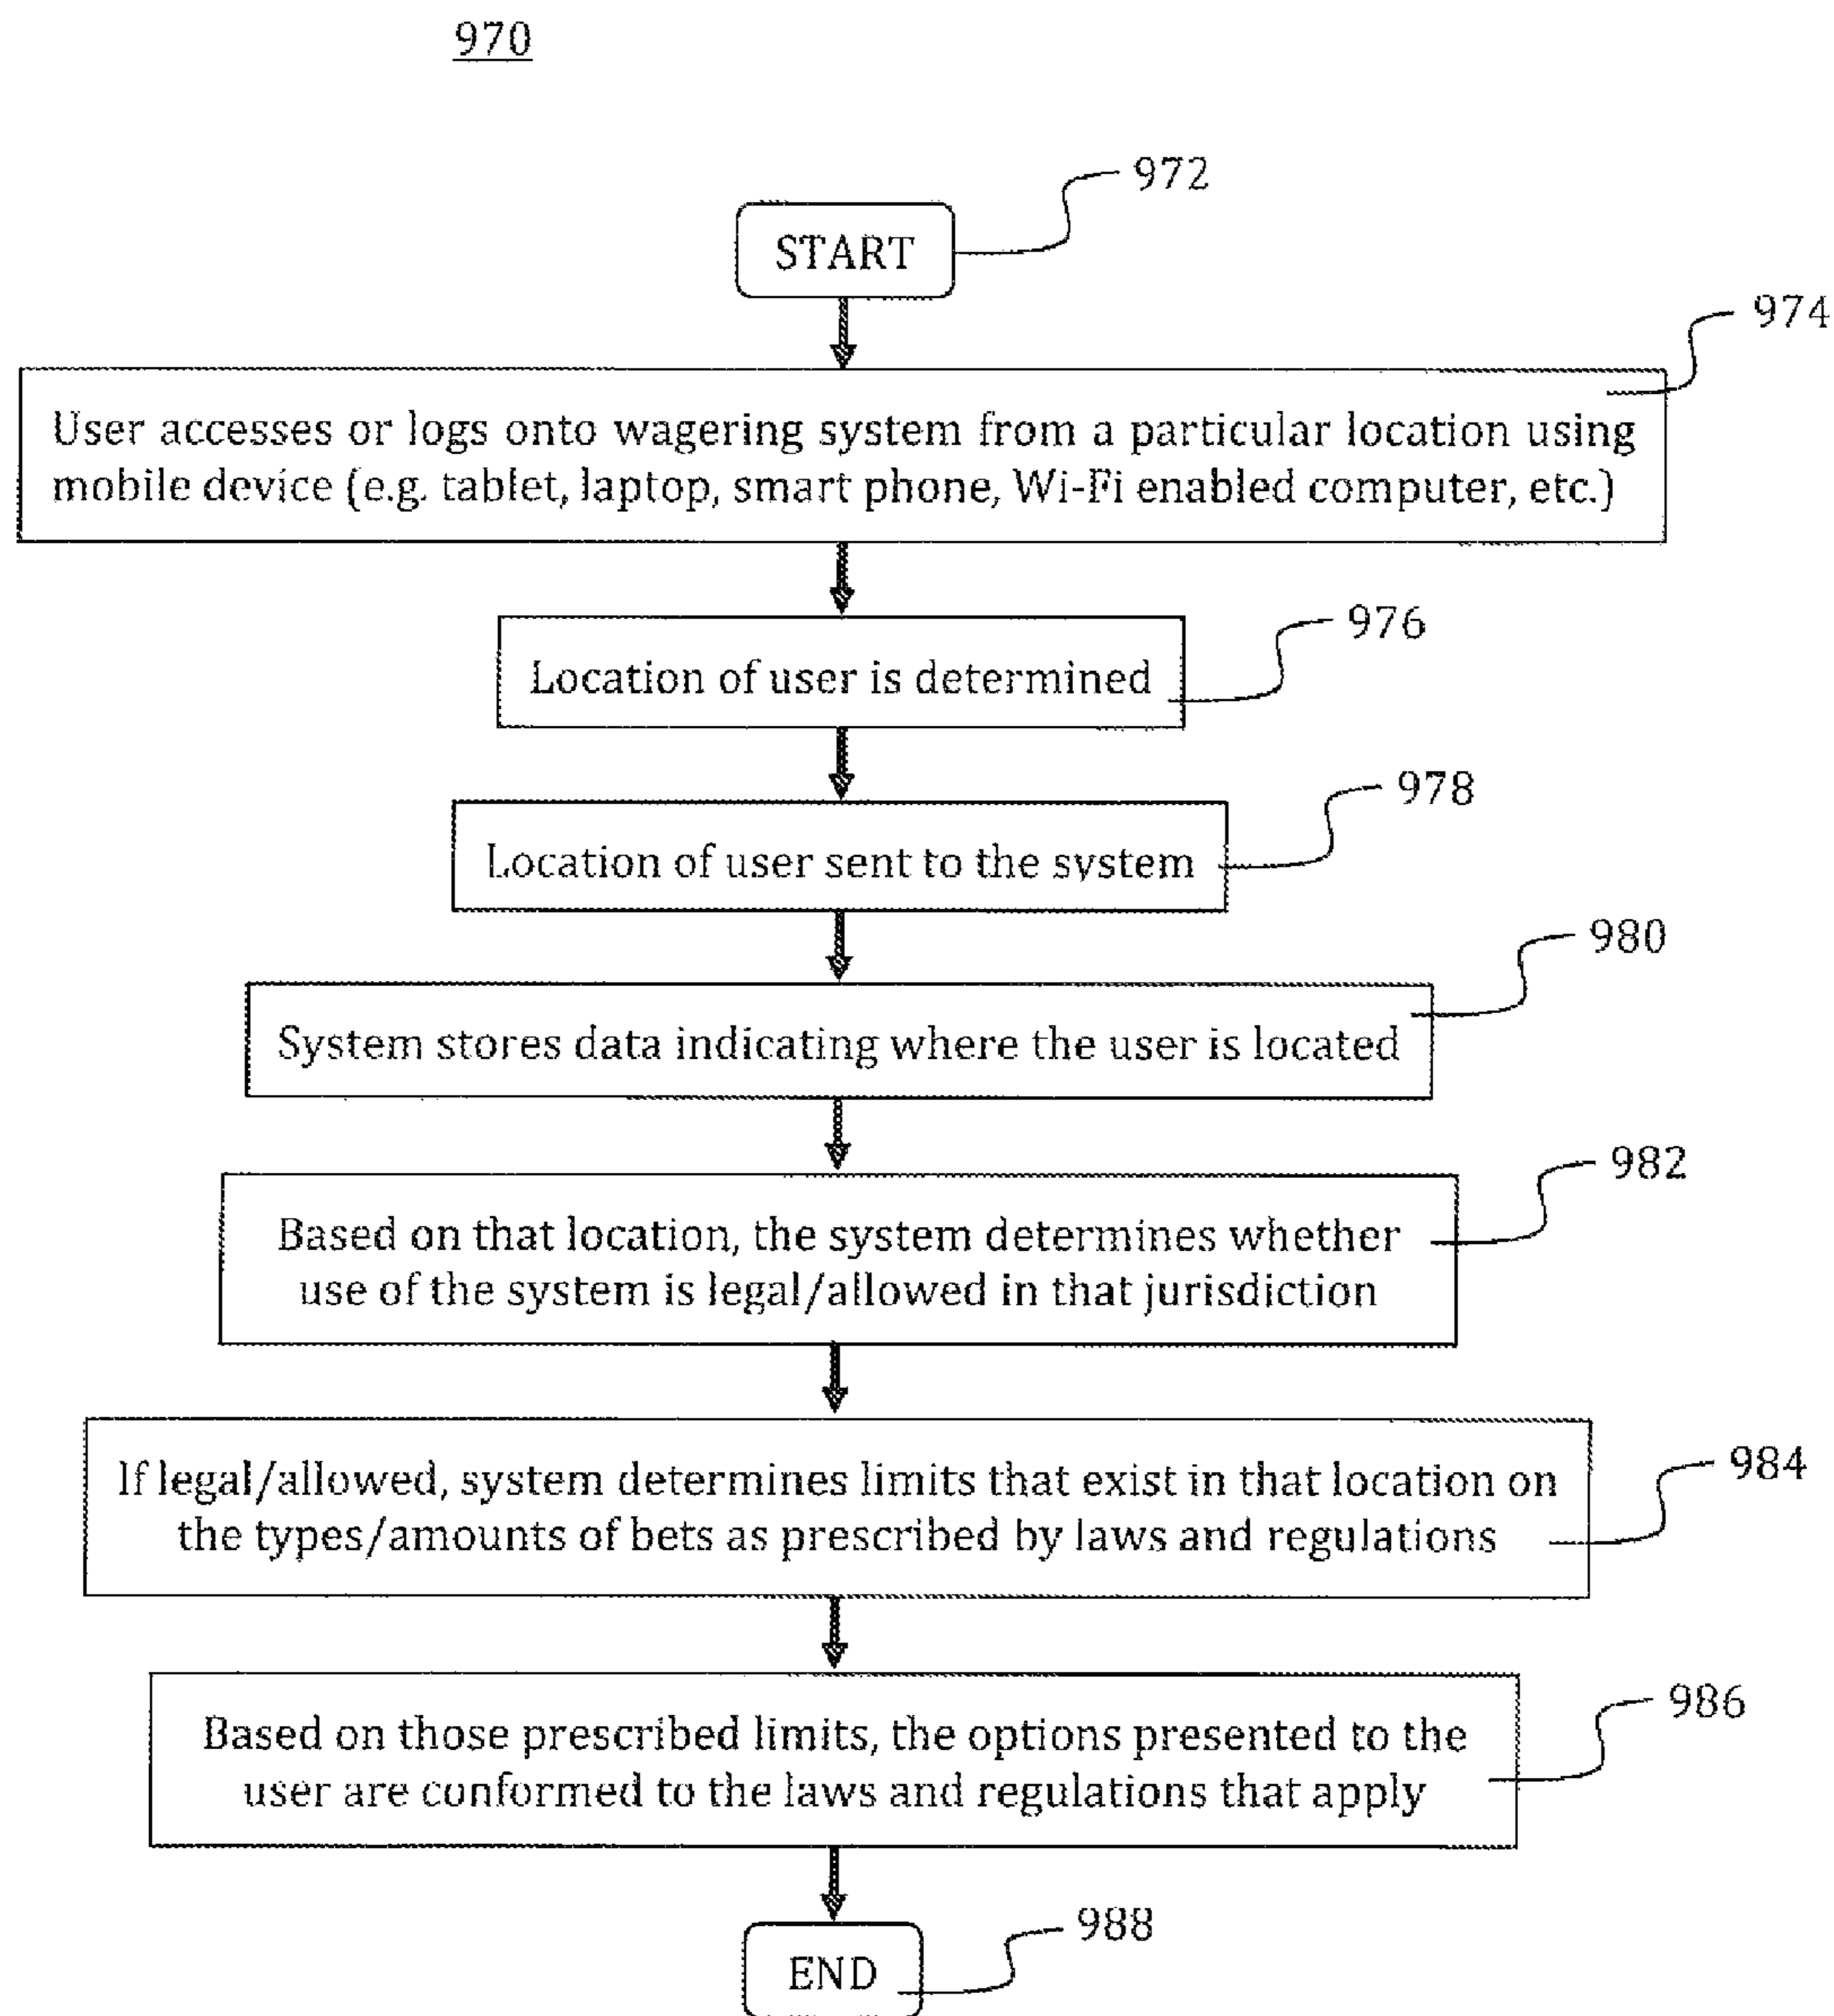 970
972
START
974
User accesses or logs onto wagering system from a particular location using
mobile device (e.g. tablet, laptop, smart phone, Wi-Fi enabled computer, etc.)
976
Location of user is determined
978
Location of user sent to the system
980
System stores data indicating where the user is located
982
Based on that location, the system determines whether
use of the system is legal/allowed in that jurisdiction
984
If legal/allowed, system determines limits that exist in that location on
the types/amounts of bets as prescribed by laws and regulations
986
Based on those prescribed limits, the options presented to the
user are conformed to the laws and regulations that apply
988
END